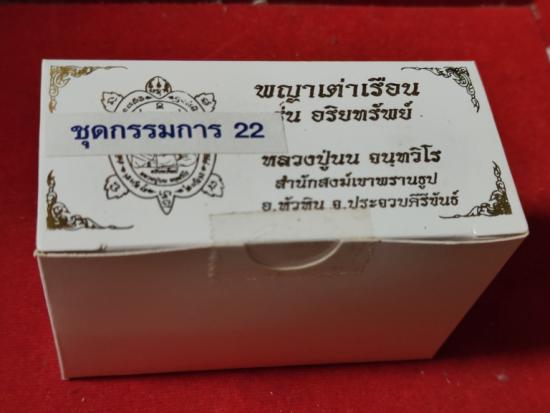 พญาเต่าเรือน
อริยทรัพย์
ชุดกรรมการ 22
หลวงปู่นน จนฺทวิโร
สำนักสงฆ์เขาพรานธูป
อ.หัวหิน จ.ประจวบคีรีขันธ์